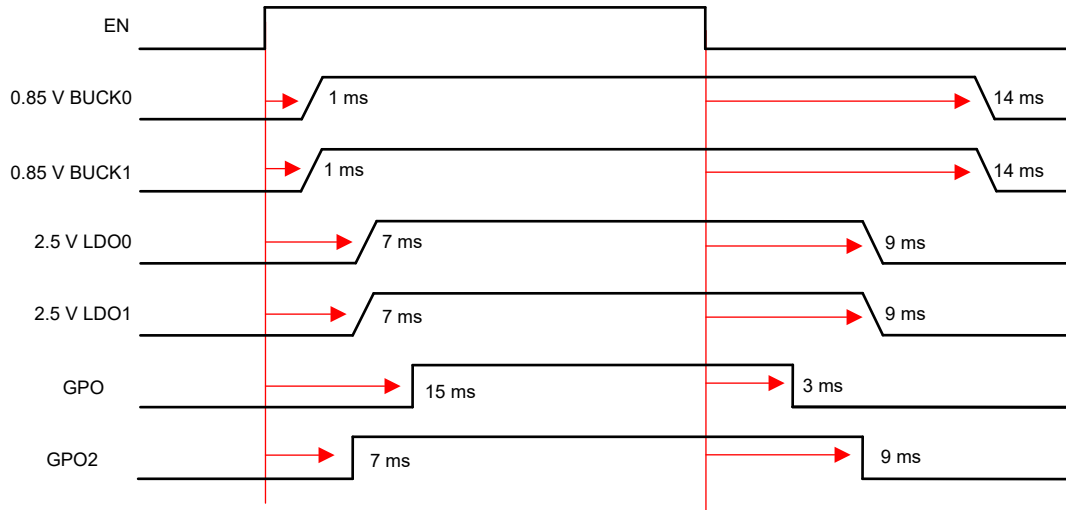 EN
0.85 V BUCK0 1 ms 14 ms
0.85 V BUCK1 1 ms 14 ms
2.5 V LDO0 7 ms 9 ms
2.5 V LDO1 7 ms 9 ms
GPO 15 ms 3 ms
GPO2 7 ms 9 ms